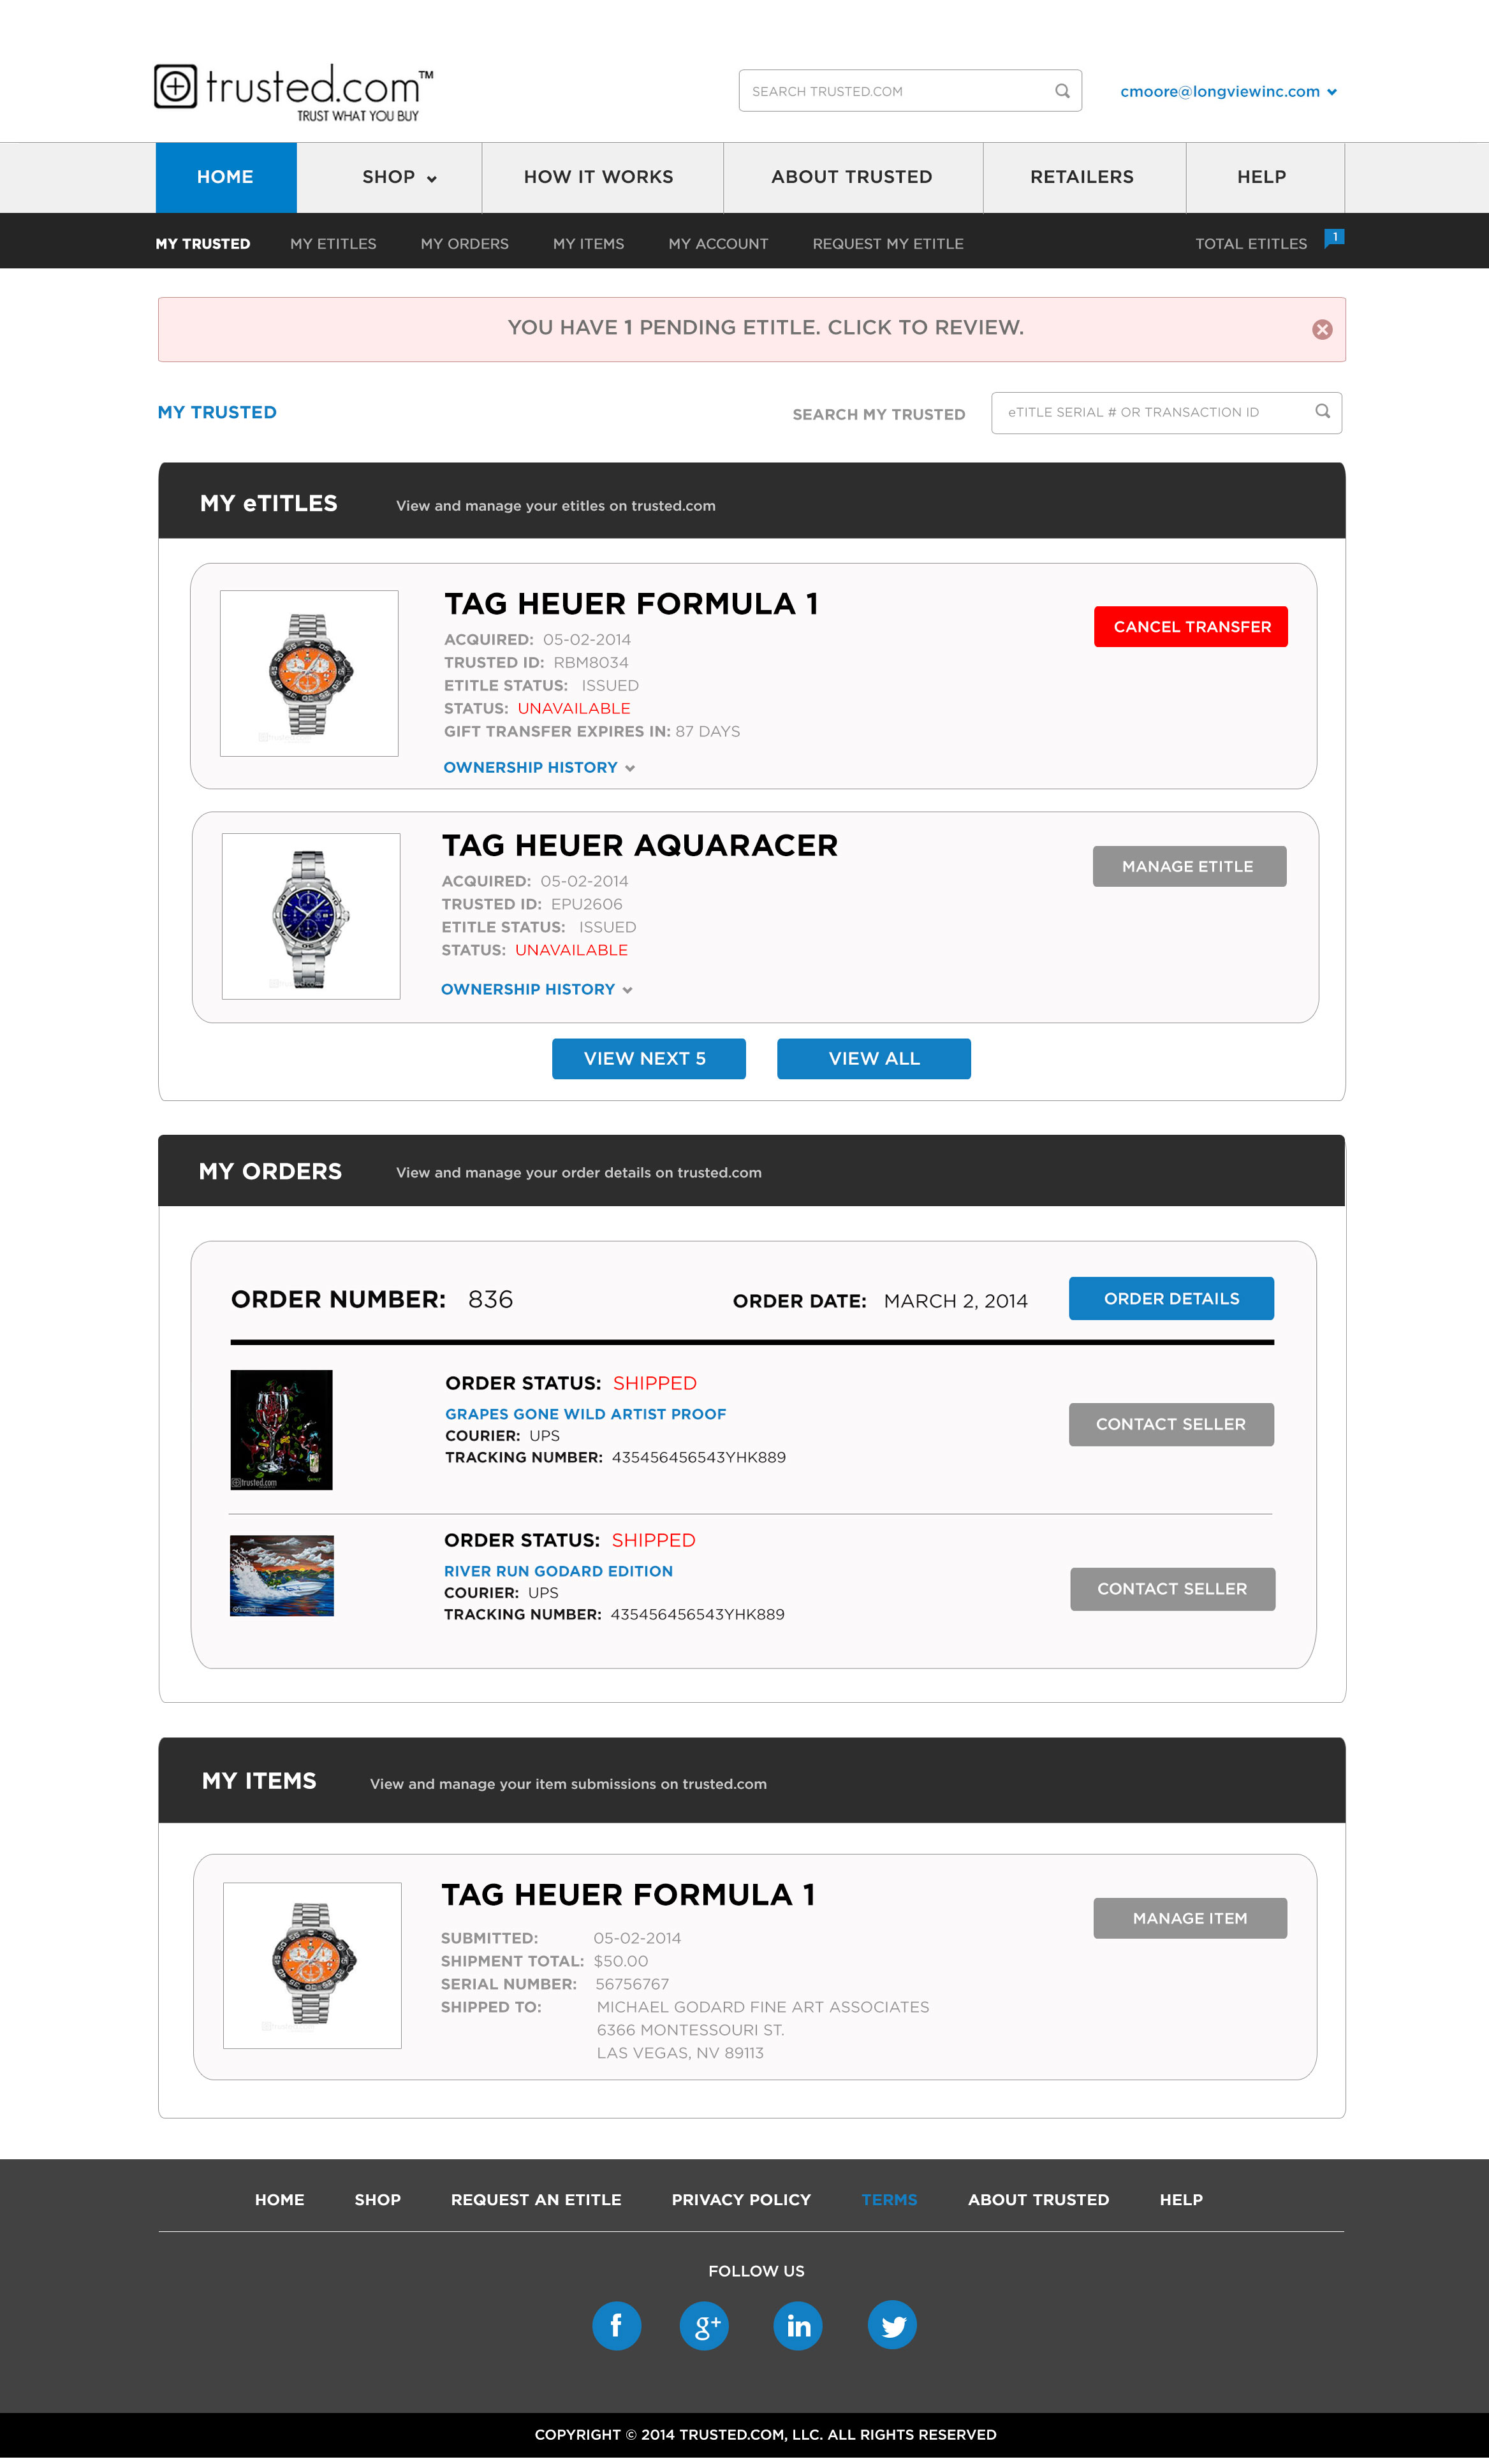 trusted.com™
TRUST WHAT YOU BUY
SEARCH TRUSTED.COM
cmoore@longviewinc.com
HOME
SHOP
HOW IT WORKS
ABOUT TRUSTED
RETAILERS
HELP
MY TRUSTED
MY ETITLES
MY ORDERS
MY ITEMS
MY ACCOUNT
REQUEST MY ETITLE
TOTAL ETITLES
1
YOU HAVE 1 PENDING ETITLE. CLICK TO REVIEW.
MY TRUSTED
SEARCH MY TRUSTED
eTITLE SERIAL # OR TRANSACTION ID
MY eTITLES
View and manage your etitles on trusted.com
TAG HEUER FORMULA 1
CANCEL TRANSFER
ACQUIRED: 05-02-2014
TRUSTED ID: RBM8034
ETITLE STATUS: ISSUED
STATUS: UNAVAILABLE
GIFT TRANSFER EXPIRES IN: 87 DAYS
OWNERSHIP HISTORY
TAG HEUER AQUARACER
MANAGE ETITLE
ACQUIRED: 05-02-2014
TRUSTED ID: EPU2606
ETITLE STATUS: ISSUED
STATUS: UNAVAILABLE
OWNERSHIP HISTORY
VIEW NEXT 5
VIEW ALL
MY ORDERS
View and manage your order details on trusted.com
ORDER NUMBER: 836
ORDER DATE: MARCH 2, 2014
ORDER DETAILS
ORDER STATUS: SHIPPED
GRAPES GONE WILD ARTIST PROOF
COURIER: UPS
TRACKING NUMBER: 435456456543YHK889
CONTACT SELLER
trusted.com
ORDER STATUS: SHIPPED
RIVER RUN GODARD EDITION
COURIER: UPS
TRACKING NUMBER: 435456456543YHK889
CONTACT SELLER
MY ITEMS
View and manage your item submissions on trusted.com
TAG HEUER FORMULA 1
MANAGE ITEM
SUBMITTED: 05-02-2014
SHIPMENT TOTAL: $50.00
SERIAL NUMBER: 56756767
SHIPPED TO: MICHAEL GODARD FINE ART ASSOCIATES
6366 MONTESSOURI ST.
LAS VEGAS, NV 89113
HOME
SHOP
REQUEST AN ETITLE
PRIVACY POLICY
TERMS
ABOUT TRUSTED
HELP
FOLLOW US
f
g+
in
COPYRIGHT © 2014 TRUSTED.COM, LLC. ALL RIGHTS RESERVED